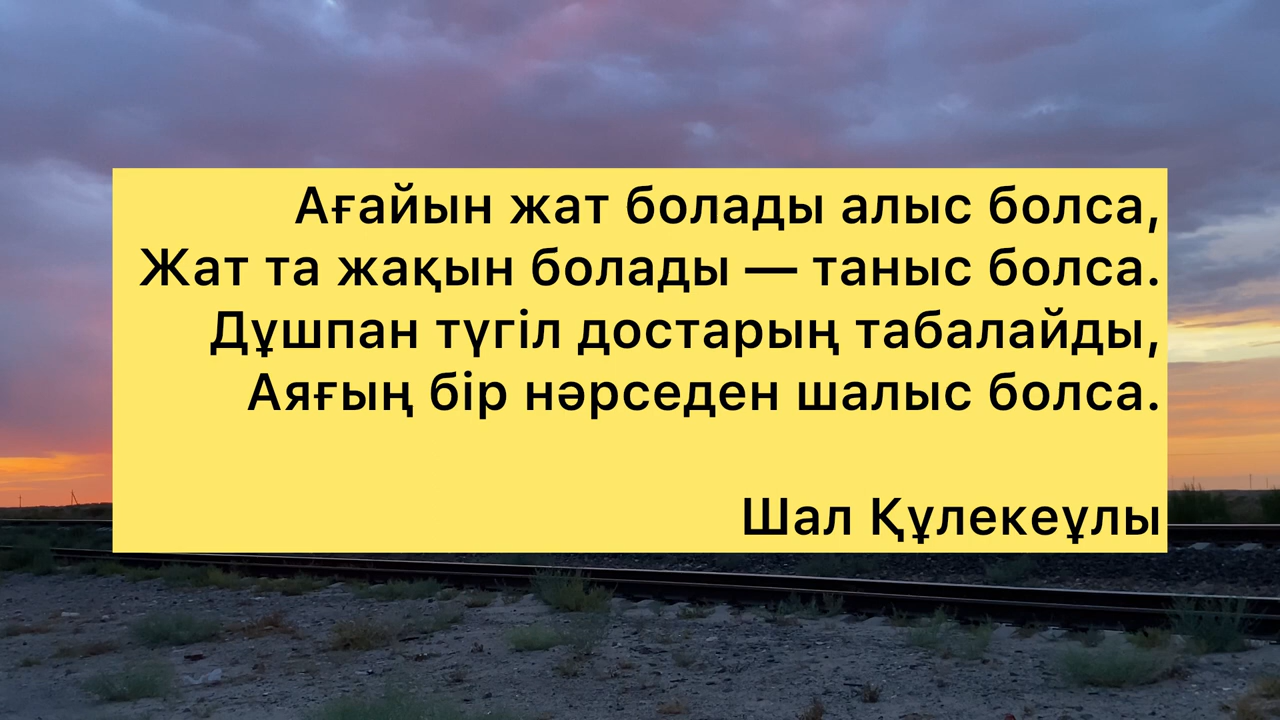 Ағайын жат болады алыс болса,
Жат та жақын болады — таныс болса.
Дұшпан түгіл достарың табалайды,
Аяғың бір нәрседен шалыс болса.
Шал Құлекеұлы